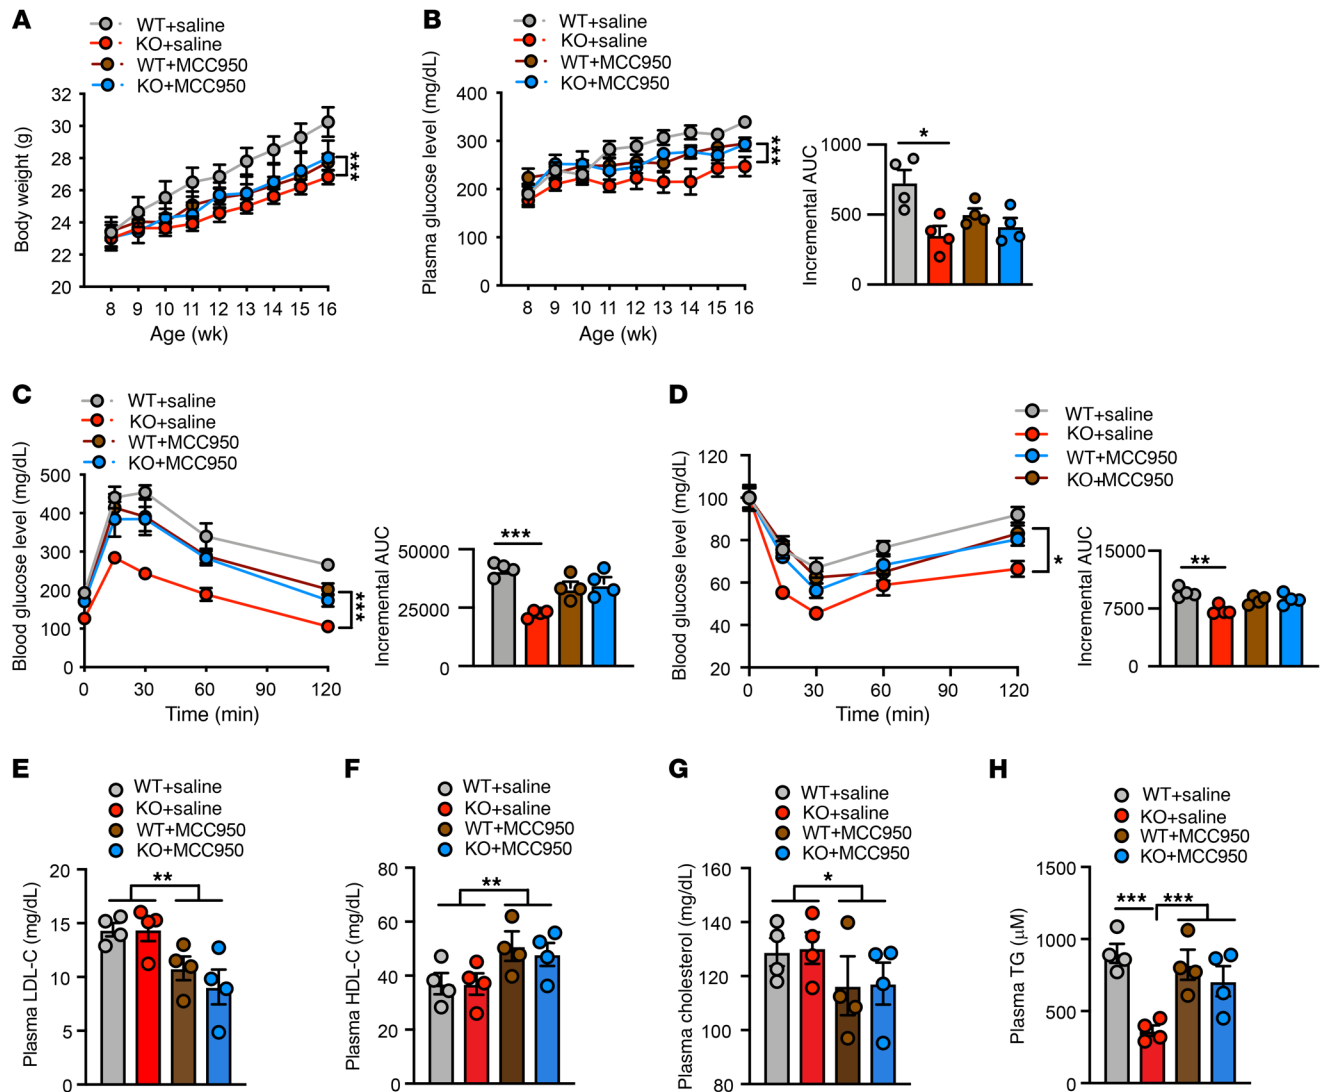 A
WT+saline
KO+saline
WT+MCC950
KO+MCC950
Body weight (g)
32
30
28
26
24
22
20
***
8 9 10 11 12 13 14 15 16
Age (wk)
B
WT+saline
KO+saline
WT+MCC950
KO+MCC950
Plasma glucose level (mg/dL)
400
300
200
100
0
***
8 9 10 11 12 13 14 15 16
Age (wk)
Incremental AUC
1000
500
0
*
C
WT+saline
KO+saline
WT+MCC950
KO+MCC950
Blood glucose level (mg/dL)
500
400
300
200
100
0
***
0 30 60 90 120
Time (min)
Incremental AUC
50000
25000
0
***
D
WT+saline
KO+saline
WT+MCC950
KO+MCC950
Blood glucose level (mg/dL)
120
100
80
60
40
20
*
0 30 60 90 120
Time (min)
Incremental AUC
15000
7500
0
**
E
WT+saline
KO+saline
WT+MCC950
KO+MCC950
Plasma LDL-C (mg/dL)
20
15
10
5
0
**
F
WT+saline
KO+saline
WT+MCC950
KO+MCC950
Plasma HDL-C (mg/dL)
80
60
40
20
0
**
G
WT+saline
KO+saline
WT+MCC950
KO+MCC950
Plasma cholesterol (mg/dL)
160
140
120
100
80
*
H
WT+saline
KO+saline
WT+MCC950
KO+MCC950
Plasma TG (μM)
1500
1000
500
0
*** ***